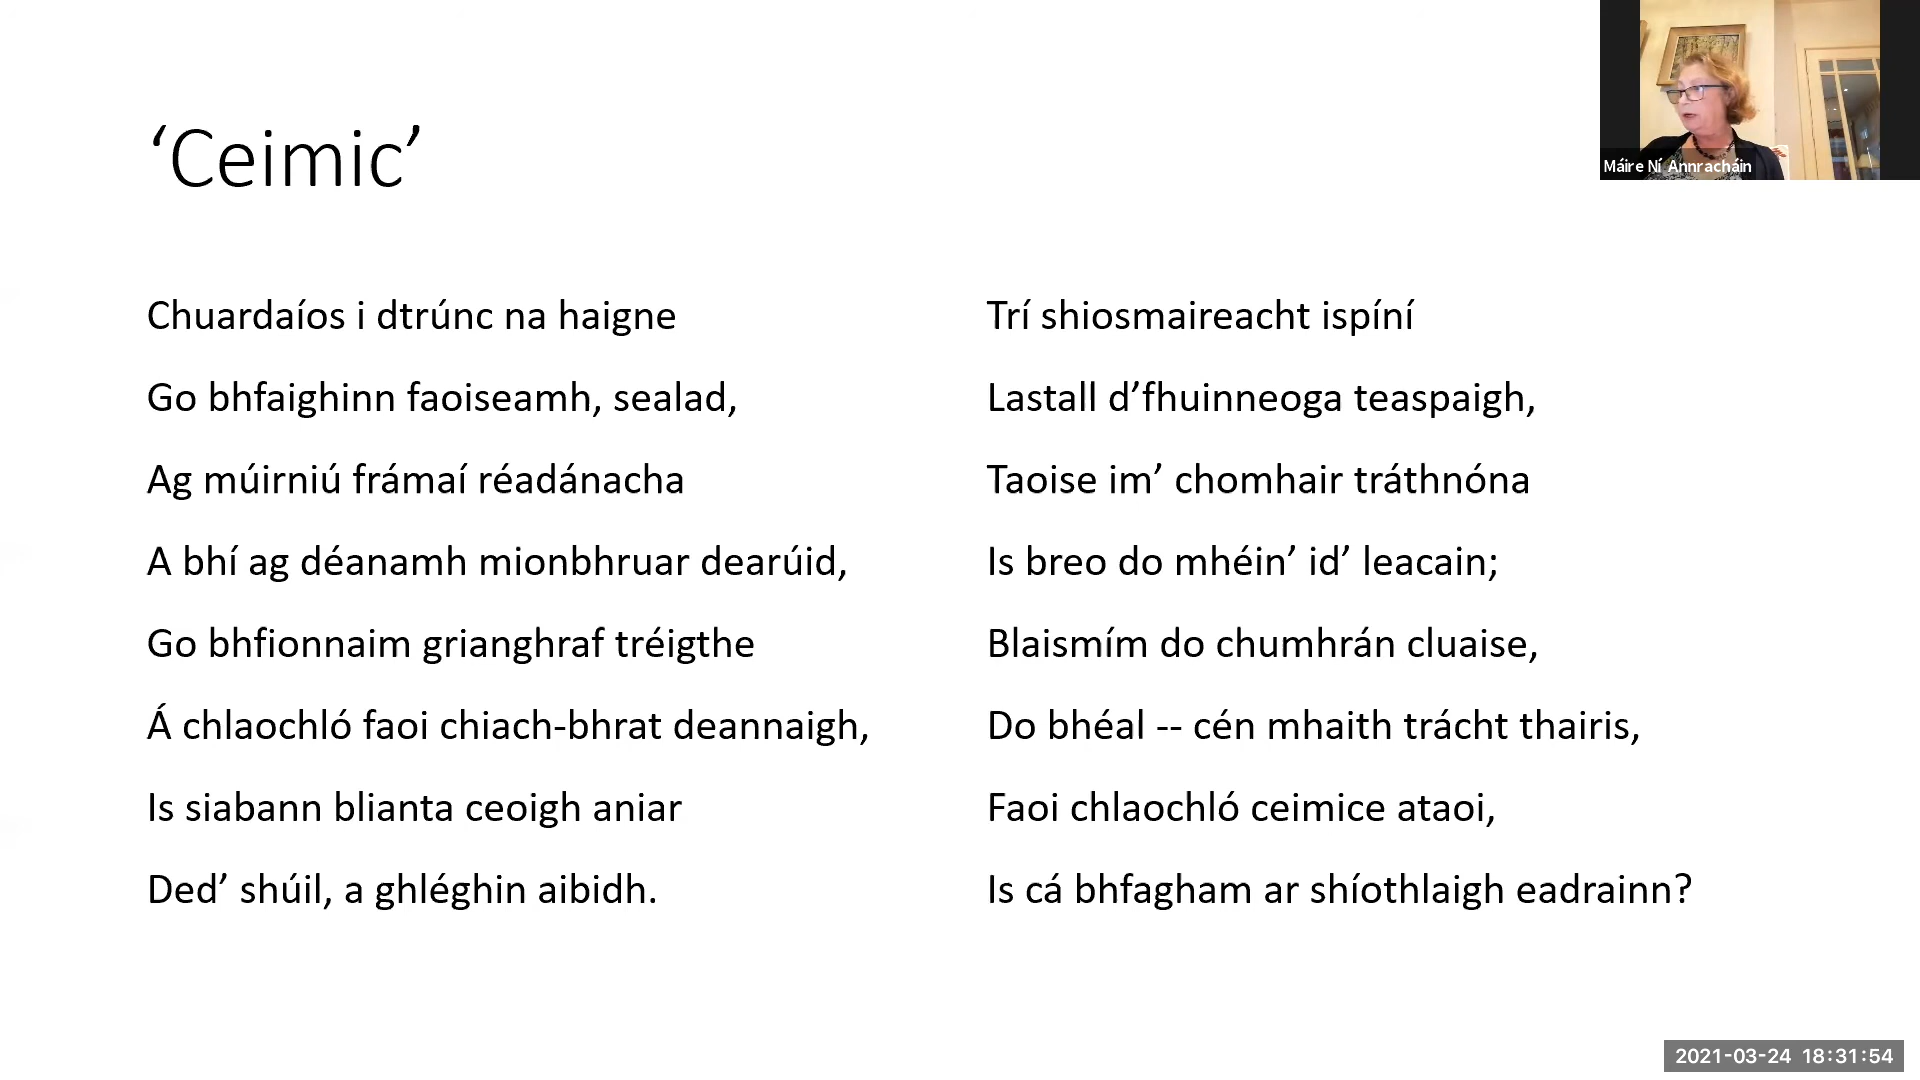 ‘Ceimic’
Chuardaíos i dtrúnc na haigne
Go bhfaighinn faoiseamh, sealad,
Ag múirniú frámaí réadánacha
A bhí ag déanamh mionbhruar dearúid,
Go bhfionnaim grianghraf tréigthe
Á chlaochló faoi chiach-bhrat deannaigh,
Is siabann blianta ceoigh aniar
Ded’ shúil, a ghléghin aibidh.
Trí shiosmaireacht ispíní
Lastall d’fhuinneoga teaspaigh,
Taoise im’ chomhair tráthnóna
Is breo do mhéin’ id’ leacain;
Blaismím do chumhrán cluaise,
Do bhéal -- cén mhaith trácht thairis,
Faoi chlaochló ceimice ataoi,
Is cá bhfagham ar shíothlaigh eadrainn?
Máire Ní Annracháin
2021-03-24 18:31:54